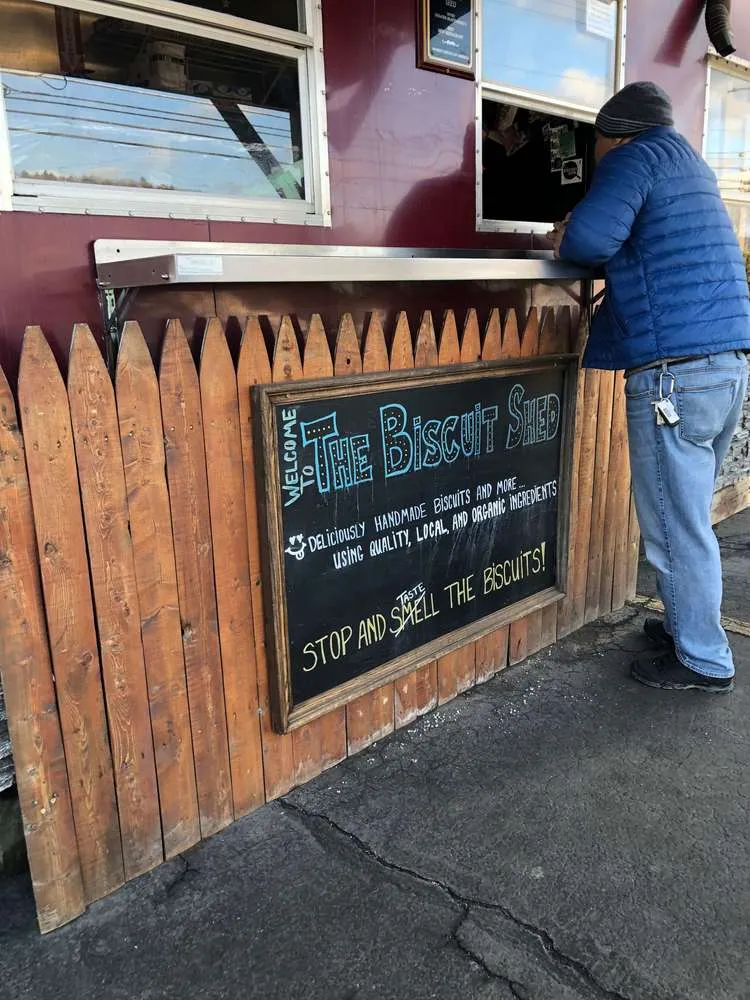 WELCOME TO
THE BISCUIT SHED
DELICIOUSLY HANDMADE BISCUITS AND MORE...
USING QUALITY, LOCAL, AND ORGANIC INGREDIENTS
TASTE
STOP AND SMELL THE BISCUITS!